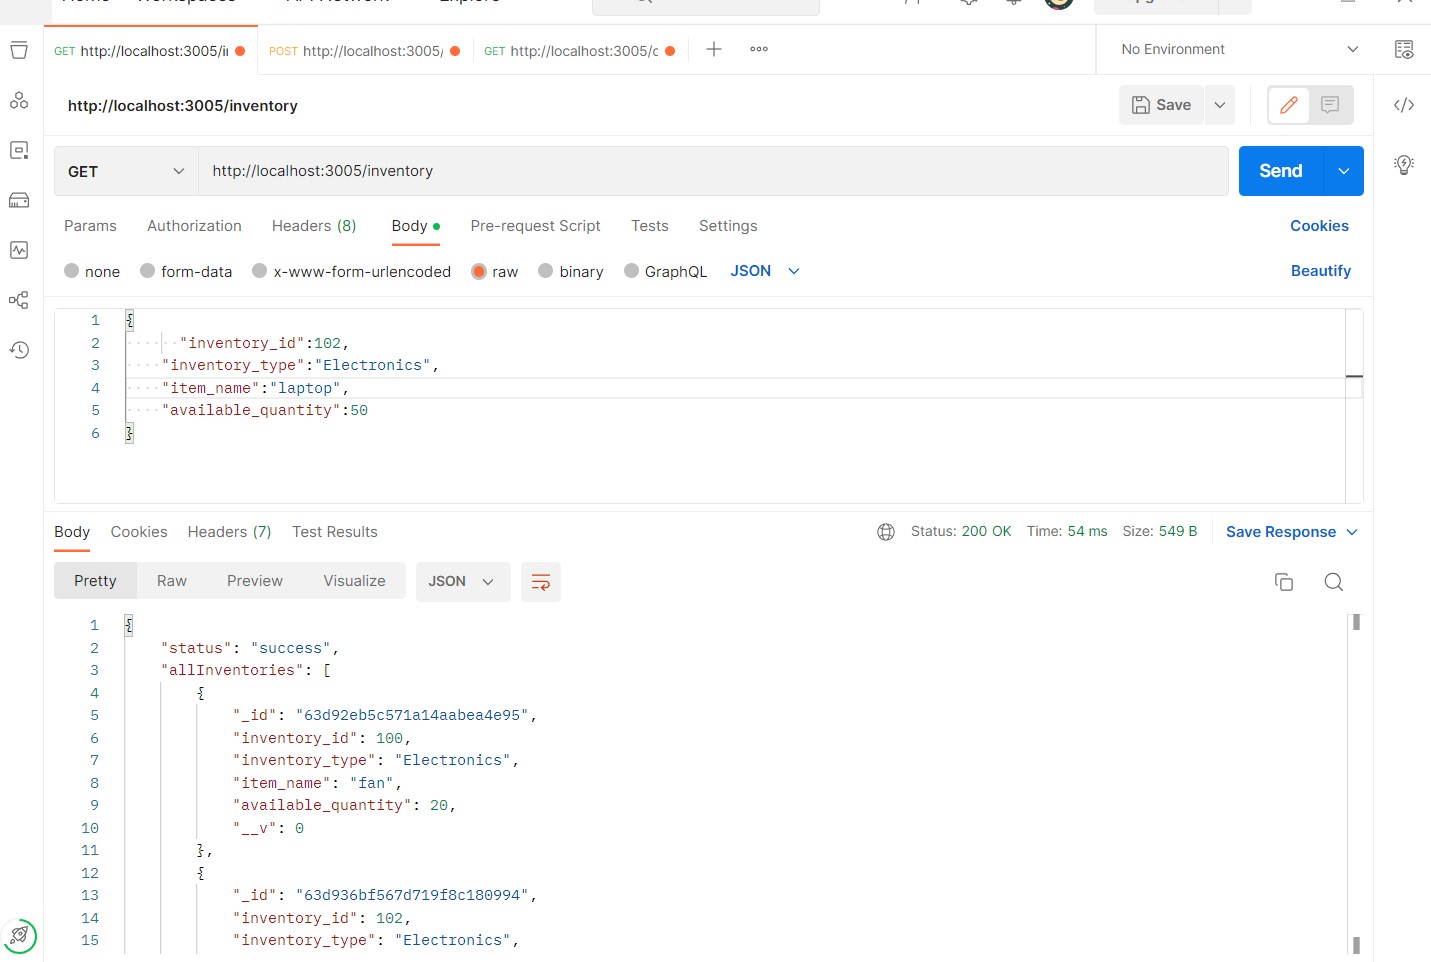 Home Workspaces API Network Explore
GET http://localhost:3005/i
POST http://localhost:3005/
GET http://localhost:3005/
No Environment
http://localhost:3005/inventory
Save
GET
http://localhost:3005/inventory
Send
Params Authorization Headers (8) Body Pre-request Script Tests Settings
Cookies
none form-data x-www-form-urlencoded raw binary GraphQL JSON
Beautify
1 {
2 "inventory_id":102,
3 "inventory_type":"Electronics",
4 "item_name":"laptop",
5 "available_quantity":50
6 }
Body Cookies Headers (7) Test Results
Status: 200 OK Time: 54 ms Size: 549 B
Save Response
Pretty Raw Preview Visualize JSON
1 {
2 "status": "success",
3 "allInventories": [
4 {
5 "_id": "63d92eb5c571a14aabea4e95",
6 "inventory_id": 100,
7 "inventory_type": "Electronics",
8 "item_name": "fan",
9 "available_quantity": 20,
10 "__v": 0
11 },
12 {
13 "_id": "63d936bf567d719f8c180994",
14 "inventory_id": 102,
15 "inventory_type": "Electronics",